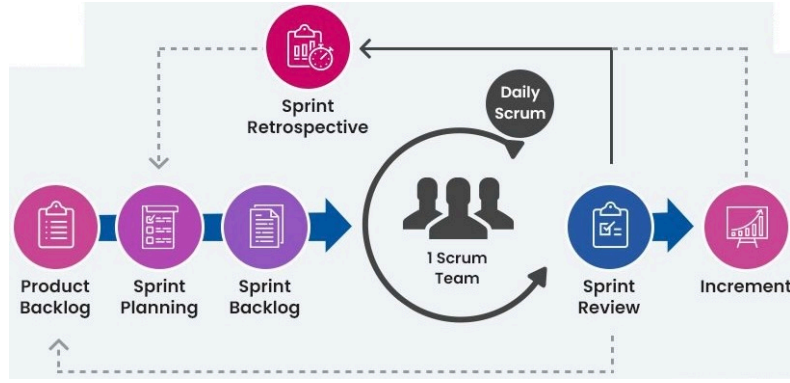 Sprint
Retrospective
Daily
Scrum
1 Scrum
Team
Product
Backlog
Sprint
Planning
Sprint
Backlog
Sprint
Review
Increment